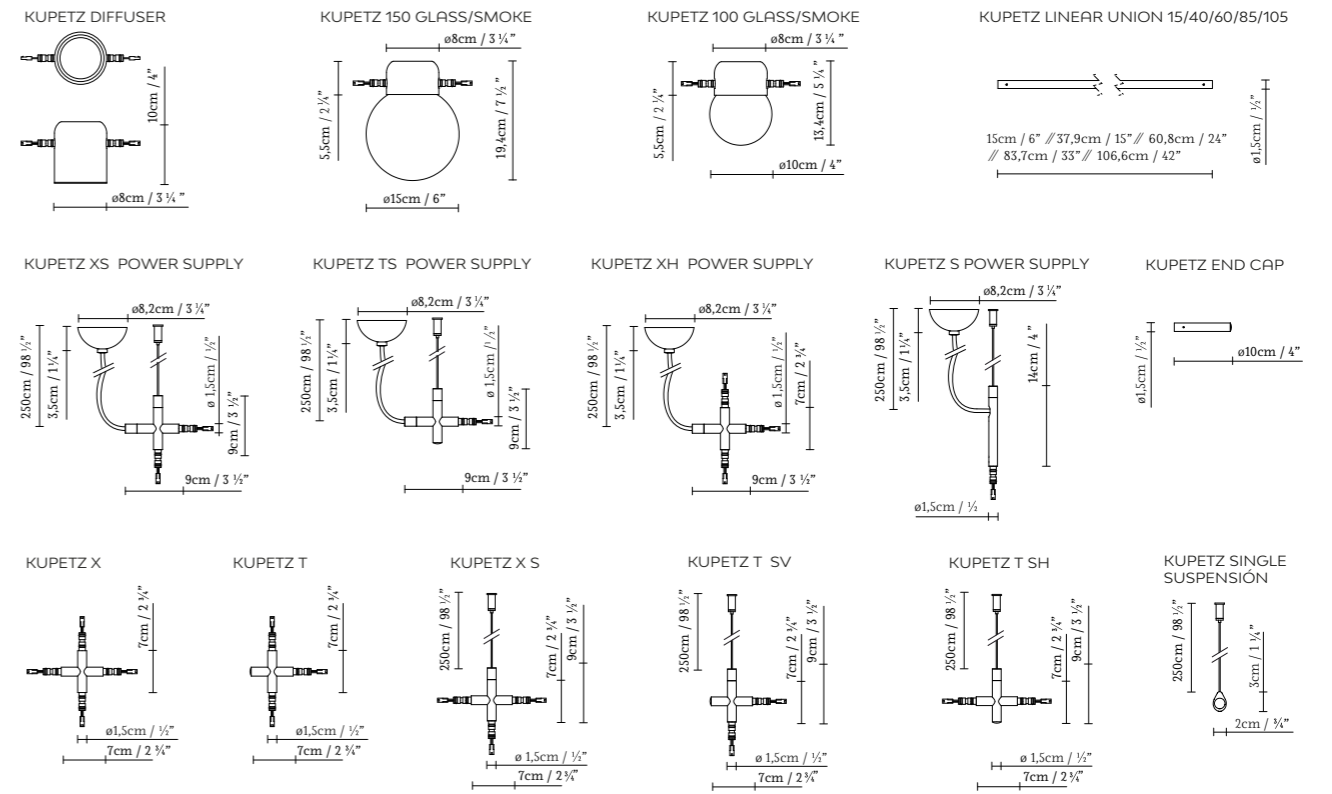 KUPETZ DIFFUSER
10cm / 4”
ø8cm / 3 ¼ ”
KUPETZ 150 GLASS/SMOKE
ø8cm / 3 ¼”
5,5cm / 2 ¼”
19,4cm / 7 ½ ”
ø15cm / 6”
KUPETZ 100 GLASS/SMOKE
ø8cm / 3 ¼”
5,5cm / 2 ¼”
13,4cm / 5 ¼ ”
ø10cm / 4”
KUPETZ LINEAR UNION 15/40/60/85/105
15cm / 6” //37,9cm / 15”// 60,8cm / 24”
// 83,7cm / 33”// 106,6cm / 42”
ø1,5cm / ½”
KUPETZ XS POWER SUPPLY
ø8,2cm / 3 ¼”
250cm / 98 ½”
3,5cm / 1¼”
ø 1,5cm / ½”
9cm / 3 ½”
9cm / 3 ½”
KUPETZ TS POWER SUPPLY
ø8,2cm / 3 ¼”
250cm / 98 ½”
3,5cm / 1¼”
ø 1,5cm /½”
9cm / 3 ½”
9cm / 3 ½”
KUPETZ XH POWER SUPPLY
ø8,2cm / 3 ¼”
250cm / 98 ½”
3,5cm / 1¼”
ø 1,5cm / ½”
7cm / 2 ¾”
9cm / 3 ½”
KUPETZ S POWER SUPPLY
ø8,2cm / 3 ¼”
250cm / 98 ½”
3,5cm / 1¼”
14cm / 4 ”
ø1,5cm / ½
KUPETZ END CAP
ø1,5cm / ½”
ø10cm / 4”
KUPETZ X
7cm / 2 ¾”
ø1,5cm / ½”
7cm / 2 ¾”
KUPETZ T
7cm / 2 ¾”
ø1,5cm / ½”
7cm / 2 ¾”
KUPETZ X S
250cm / 98 ½”
7cm / 2 ¾”
9cm / 3 ½”
ø 1,5cm / ½”
7cm / 2¾”
KUPETZ T SV
250cm / 98 ½”
7cm / 2 ¾”
9cm / 3 ½”
ø 1,5cm / ½”
7cm / 2¾”
KUPETZ T SH
250cm / 98 ½”
7cm / 2 ¾”
9cm / 3 ½”
ø 1,5cm / ½”
7cm / 2¾”
KUPETZ SINGLE
SUSPENSIÓN
250cm / 98 ½”
3cm / 1 ¼”
2cm / ¾”